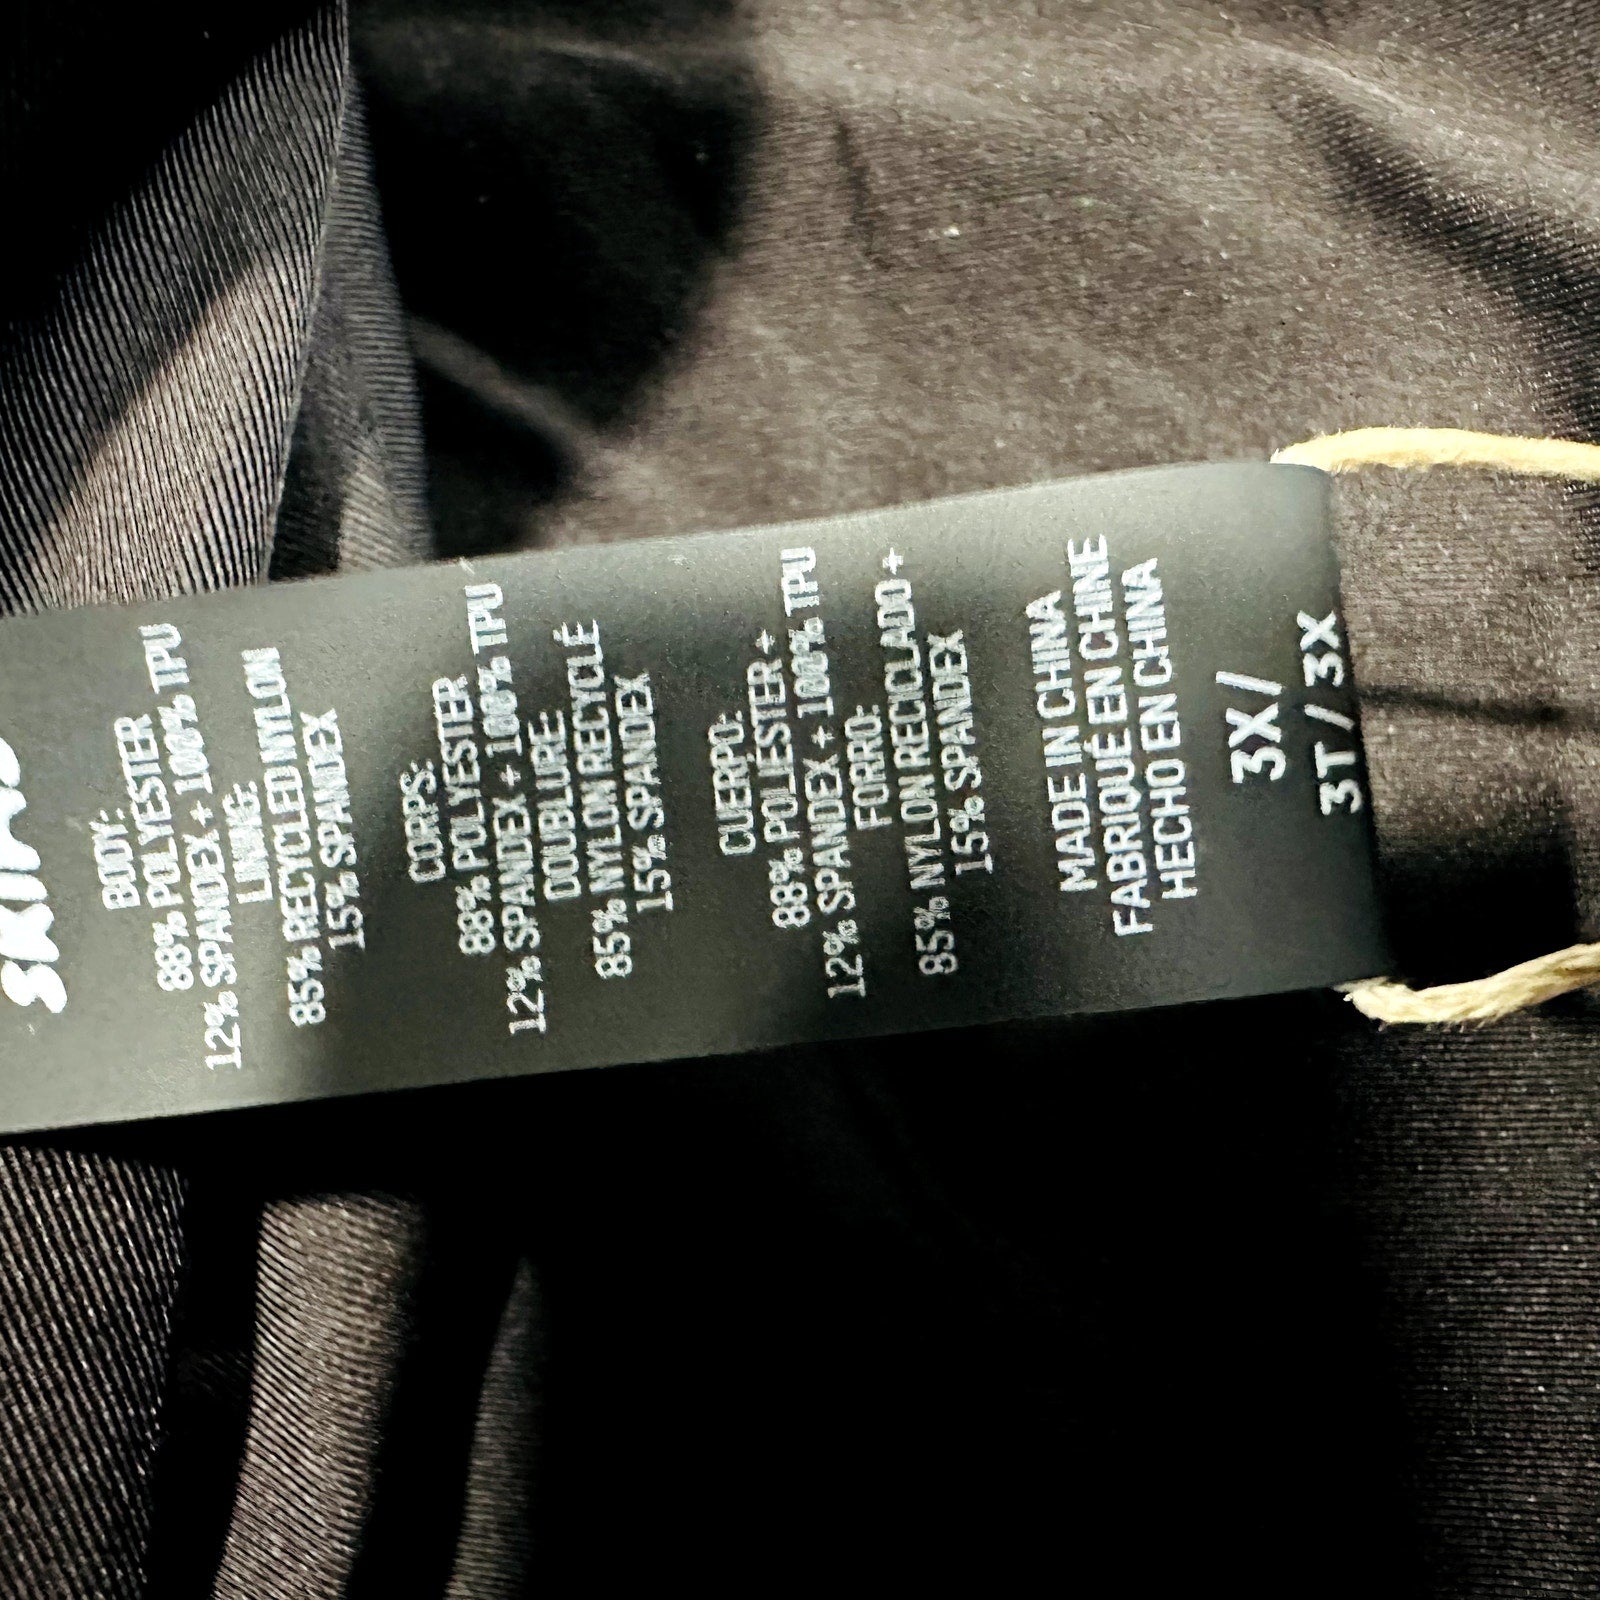 SKIMS
BODY:
88% POLYESTER
12% SPANDEX + 100% TPU
LINING:
85% RECYCLED NYLON
15% SPANDEX
CORPS:
88% POLYESTER
12% SPANDEX + 100% TPU
DOUBLURE:
85% NYLON RECYCLÉ
15% SPANDEX
CUERPO:
88% POLIESTER +
12% SPANDEX + 100% TPU
FORRO:
85% NYLON RECICLADO +
15% SPANDEX
MADE IN CHINA
FABRIQUÉ EN CHINE
HECHO EN CHINA
3X/
3T / 3X